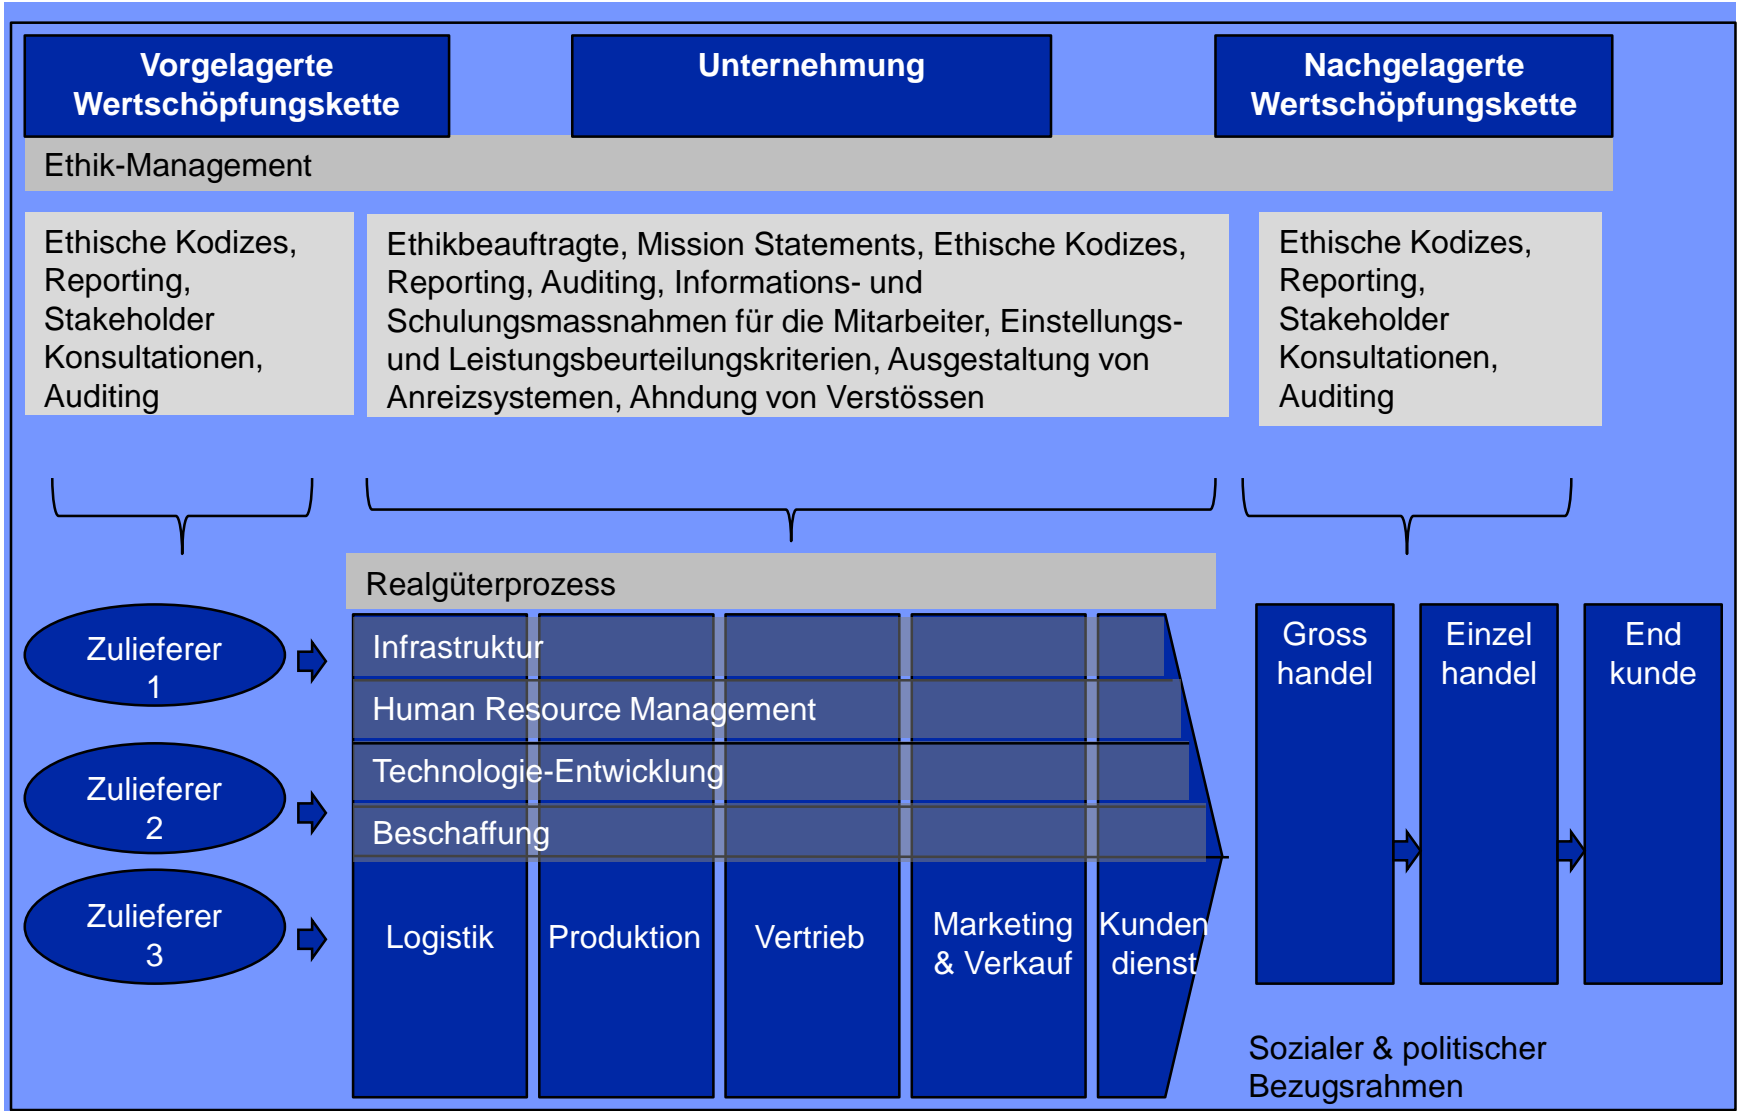 Vorgelagerte
Wertschöpfungskette
Unternehmung
Nachgelagerte
Wertschöpfungskette
Ethik-Management
Ethische Kodizes,
Reporting,
Stakeholder
Konsultationen,
Auditing
Ethikbeauftragte, Mission Statements, Ethische Kodizes,
Reporting, Auditing, Informations- und
Schulungsmassnahmen für die Mitarbeiter, Einstellungs-
und Leistungsbeurteilungskriterien, Ausgestaltung von
Anreizsystemen, Ahndung von Verstössen
Ethische Kodizes,
Reporting,
Stakeholder
Konsultationen,
Auditing
Zulieferer
1
Zulieferer
2
Zulieferer
3
Realgüterprozess
Infrastruktur
Human Resource Management
Technologie-Entwicklung
Beschaffung
Logistik
Produktion
Vertrieb
Marketing
& Verkauf
Kunden
dienst
Gross
handel
Einzel
handel
End
kunde
Sozialer & politischer
Bezugsrahmen